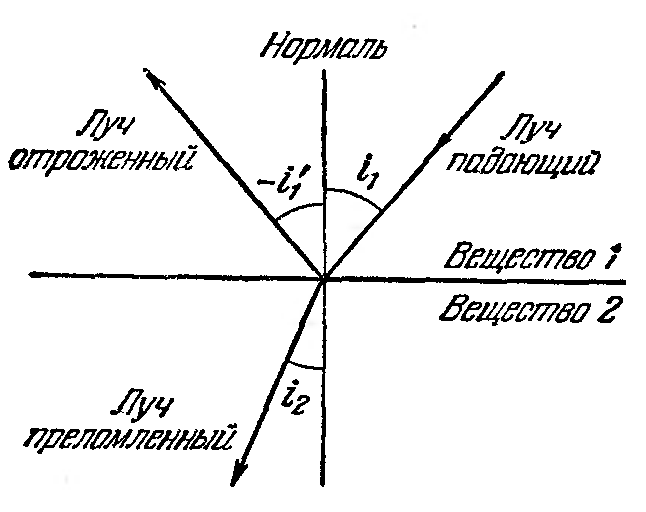 Нормаль
Луч
отраженный
Луч
падающий
-i₁'
i₁
Вещество 1
Вещество 2
Луч
преломленный
i₂